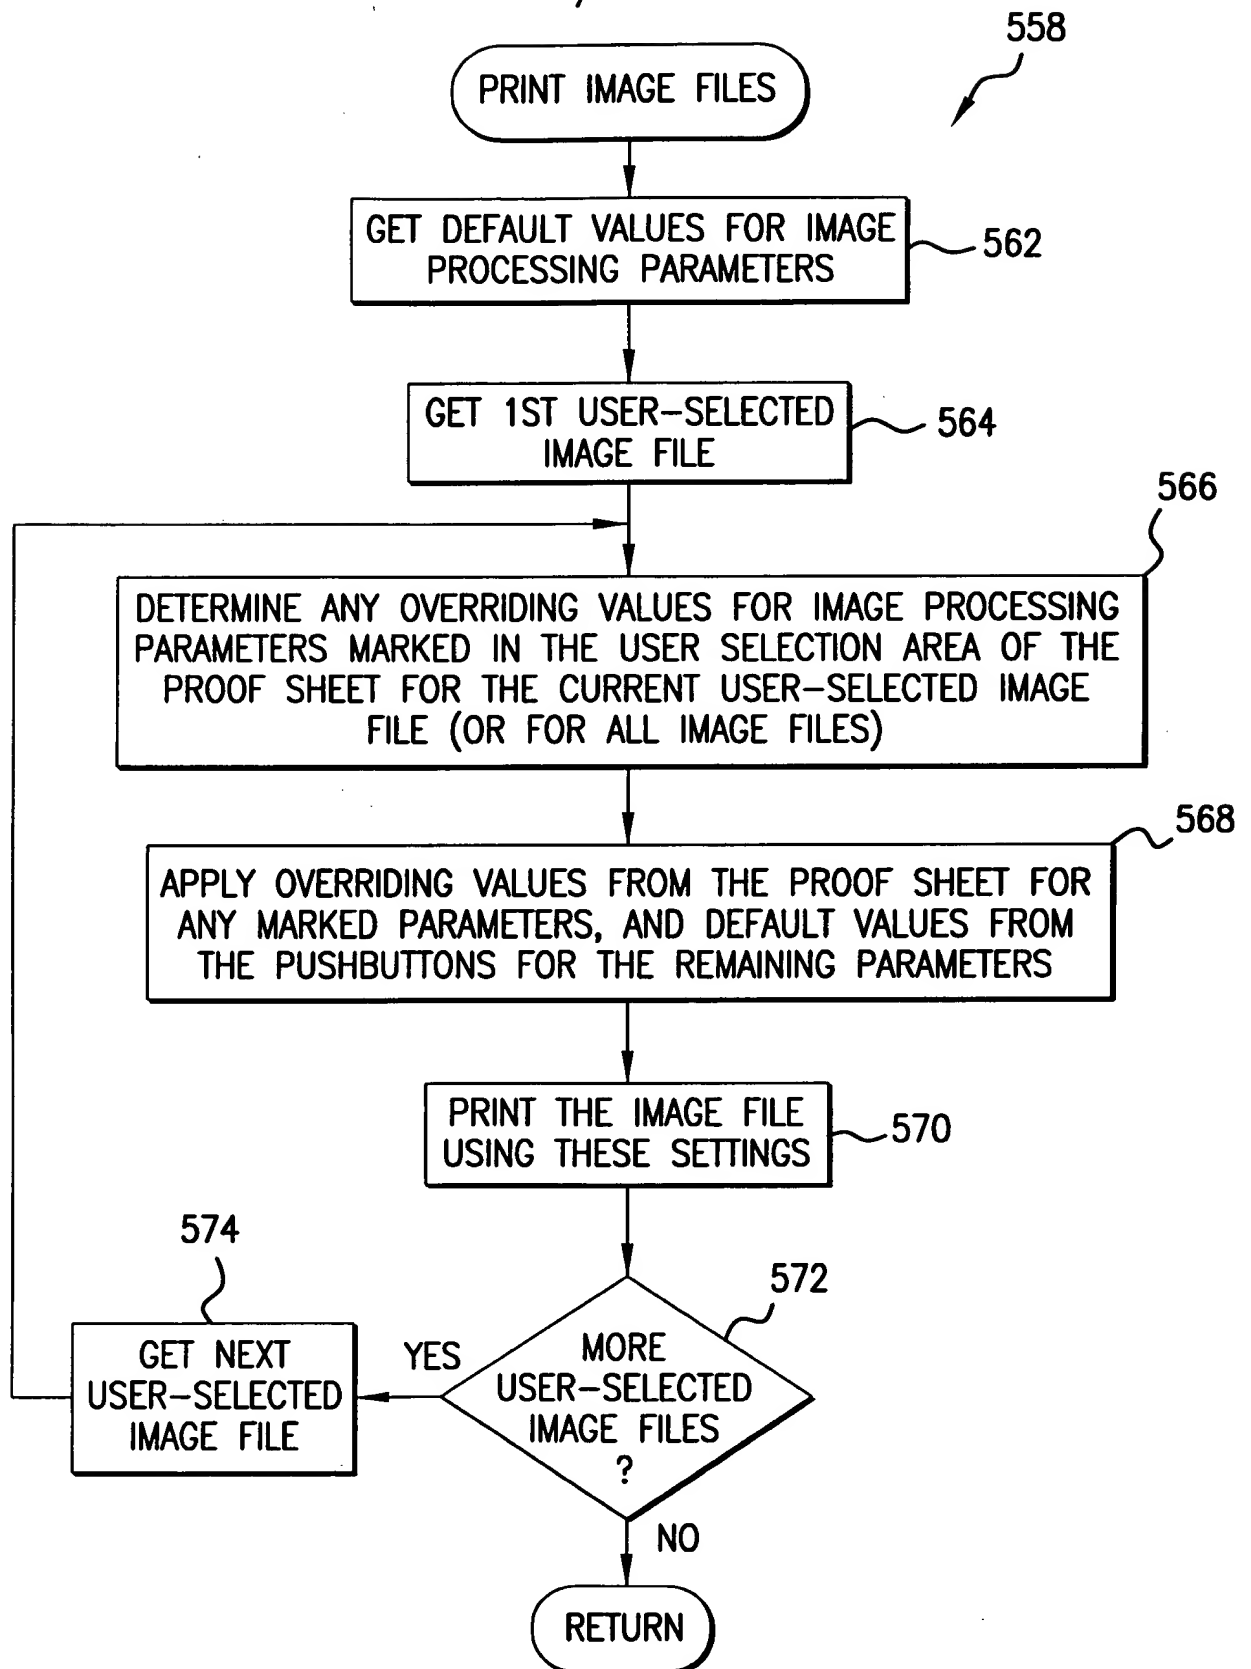 558
PRINT IMAGE FILES
GET DEFAULT VALUES FOR IMAGE
PROCESSING PARAMETERS
562
GET 1ST USER-SELECTED
IMAGE FILE
564
566
DETERMINE ANY OVERRIDING VALUES FOR IMAGE PROCESSING
PARAMETERS MARKED IN THE USER SELECTION AREA OF THE
PROOF SHEET FOR THE CURRENT USER-SELECTED IMAGE
FILE (OR FOR ALL IMAGE FILES)
568
APPLY OVERRIDING VALUES FROM THE PROOF SHEET FOR
ANY MARKED PARAMETERS, AND DEFAULT VALUES FROM
THE PUSHBUTTONS FOR THE REMAINING PARAMETERS
PRINT THE IMAGE FILE
USING THESE SETTINGS
570
574
572
GET NEXT
USER-SELECTED
IMAGE FILE
YES
MORE
USER-SELECTED
IMAGE FILES
?
NO
RETURN